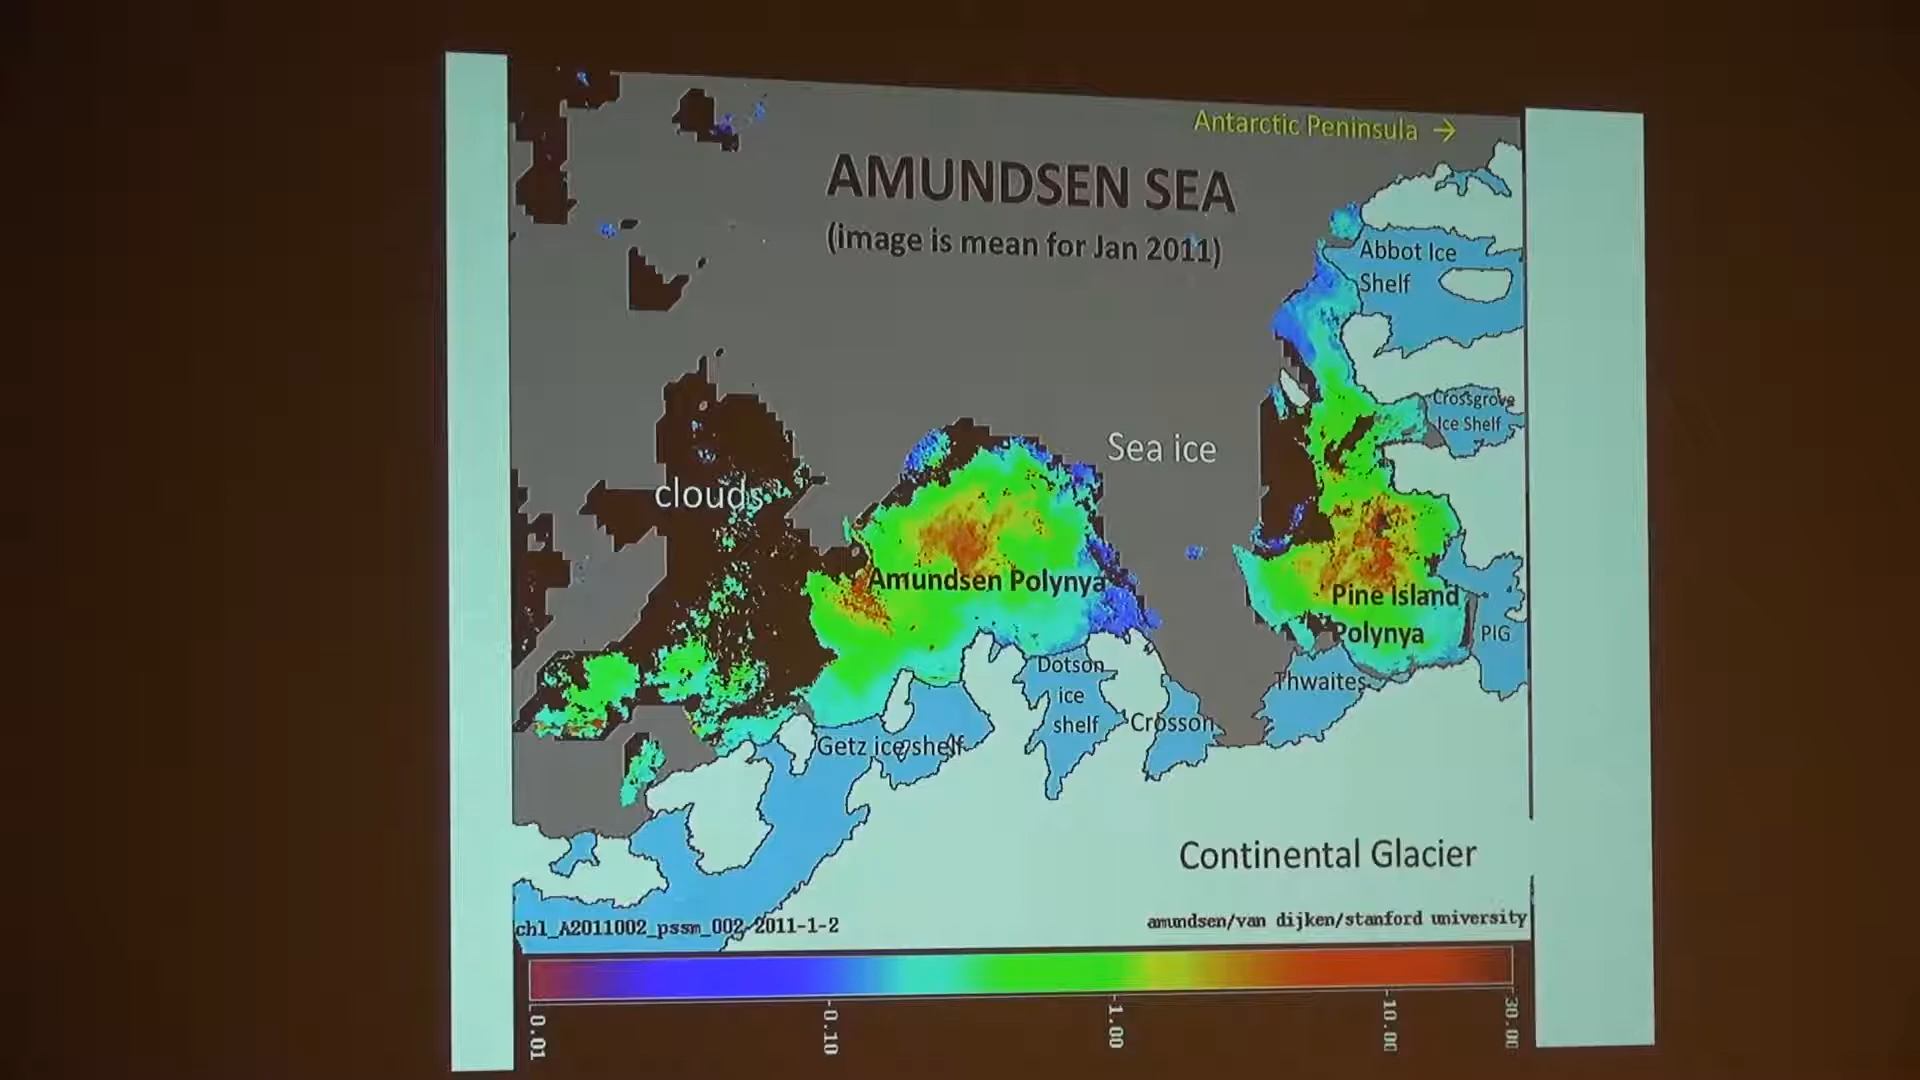 Antarctic Peninsula →
AMUNDSEN SEA
(image is mean for Jan 2011)
Abbot Ice
Shelf
Crossgrove
Ice Shelf
Sea ice
clouds
Amundsen Polynya
Pine Island
Polynya
PIG
Dotson
ice
shelf
Thwaites
Crosson
Getz ice shelf
Continental Glacier
chl_A2011002_pssm_002-2011-1-2
amundsen/van dijken/stanford university
0.01
0.10
1.00
10.00
30.00